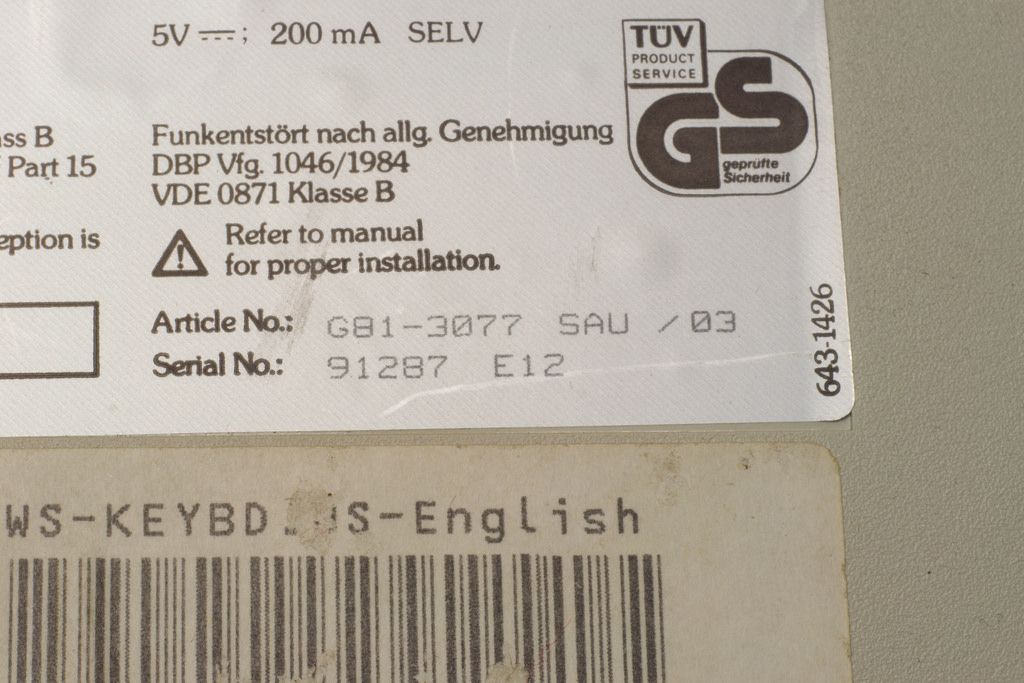 5V ⎓; 200 mA SELV
TÜV
PRODUCT
SERVICE
GS
geprüfte
Sicherheit
ss B
Part 15
Funkentstört nach allg. Genehmigung
DBP Vfg. 1046/1984
VDE 0871 Klasse B
eption is
Refer to manual
for proper installation.
Article No.: G81-3077 SAU /03
Serial No.: 91287 E12
643-1426
WS-KEYBD S-English